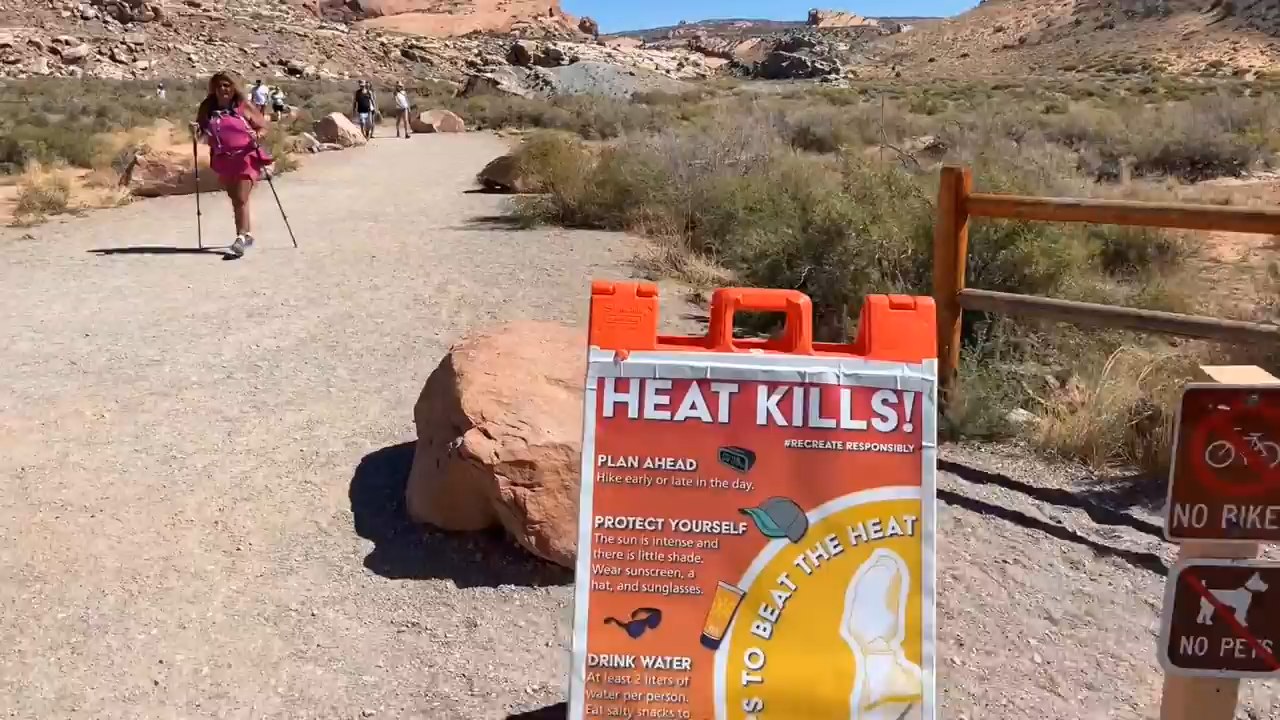 HEAT KILLS!
#RECREATE RESPONSIBLY
PLAN AHEAD
Hike early or late in the day.
PROTECT YOURSELF
The sun is intense and
there is little shade.
Wear sunscreen, a
hat, and sunglasses.
DRINK WATER
At least 2 liters of
water per person.
Eat salty snacks to
TO BEAT THE HEAT
NO BIKE
NO PETS